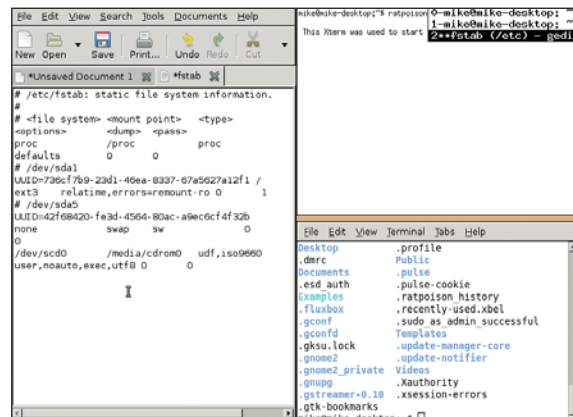 File Edit View Search Tools Documents Help
New Open Save Print... Undo Redo Cut
*Unsaved Document 1 *fstab
# /etc/fstab: static file system information.
#
# <file system> <mount point> <type>
<options> <dump> <pass>
proc /proc proc
defaults 0 0
# /dev/sda1
UUID=736cf7b9-23d1-46ea-8337-67a5627a12f1 /
ext3 relatime,errors=remount-ro 0 1
# /dev/sda5
UUID=42f68420-fe3d-4564-80ac-a9ec6cf4f32b
none swap sw 0
0
/dev/scd0 /media/cdrom0 udf,iso9660
user,noauto,exec,utf8 0 0
mike@mike-desktop:~$ ratpoison
This Xterm was used to start
0-mike@mike-desktop: ~
1-mike@mike-desktop: ~
2**fstab (/etc) - gedi
File Edit View Terminal Tabs Help
Desktop .profile
.dmrc Public
Documents .pulse
.esd_auth .pulse-cookie
Examples .ratpoison_history
.fluxbox .recently-used.xbel
.gconf .sudo_as_admin_successful
.gconfd Templates
.gksu.lock .update-manager-core
.gnome2 .update-notifier
.gnome2_private Videos
.gnupg .Xauthority
.gstreamer-0.10 .xsession-errors
.gtk-bookmarks